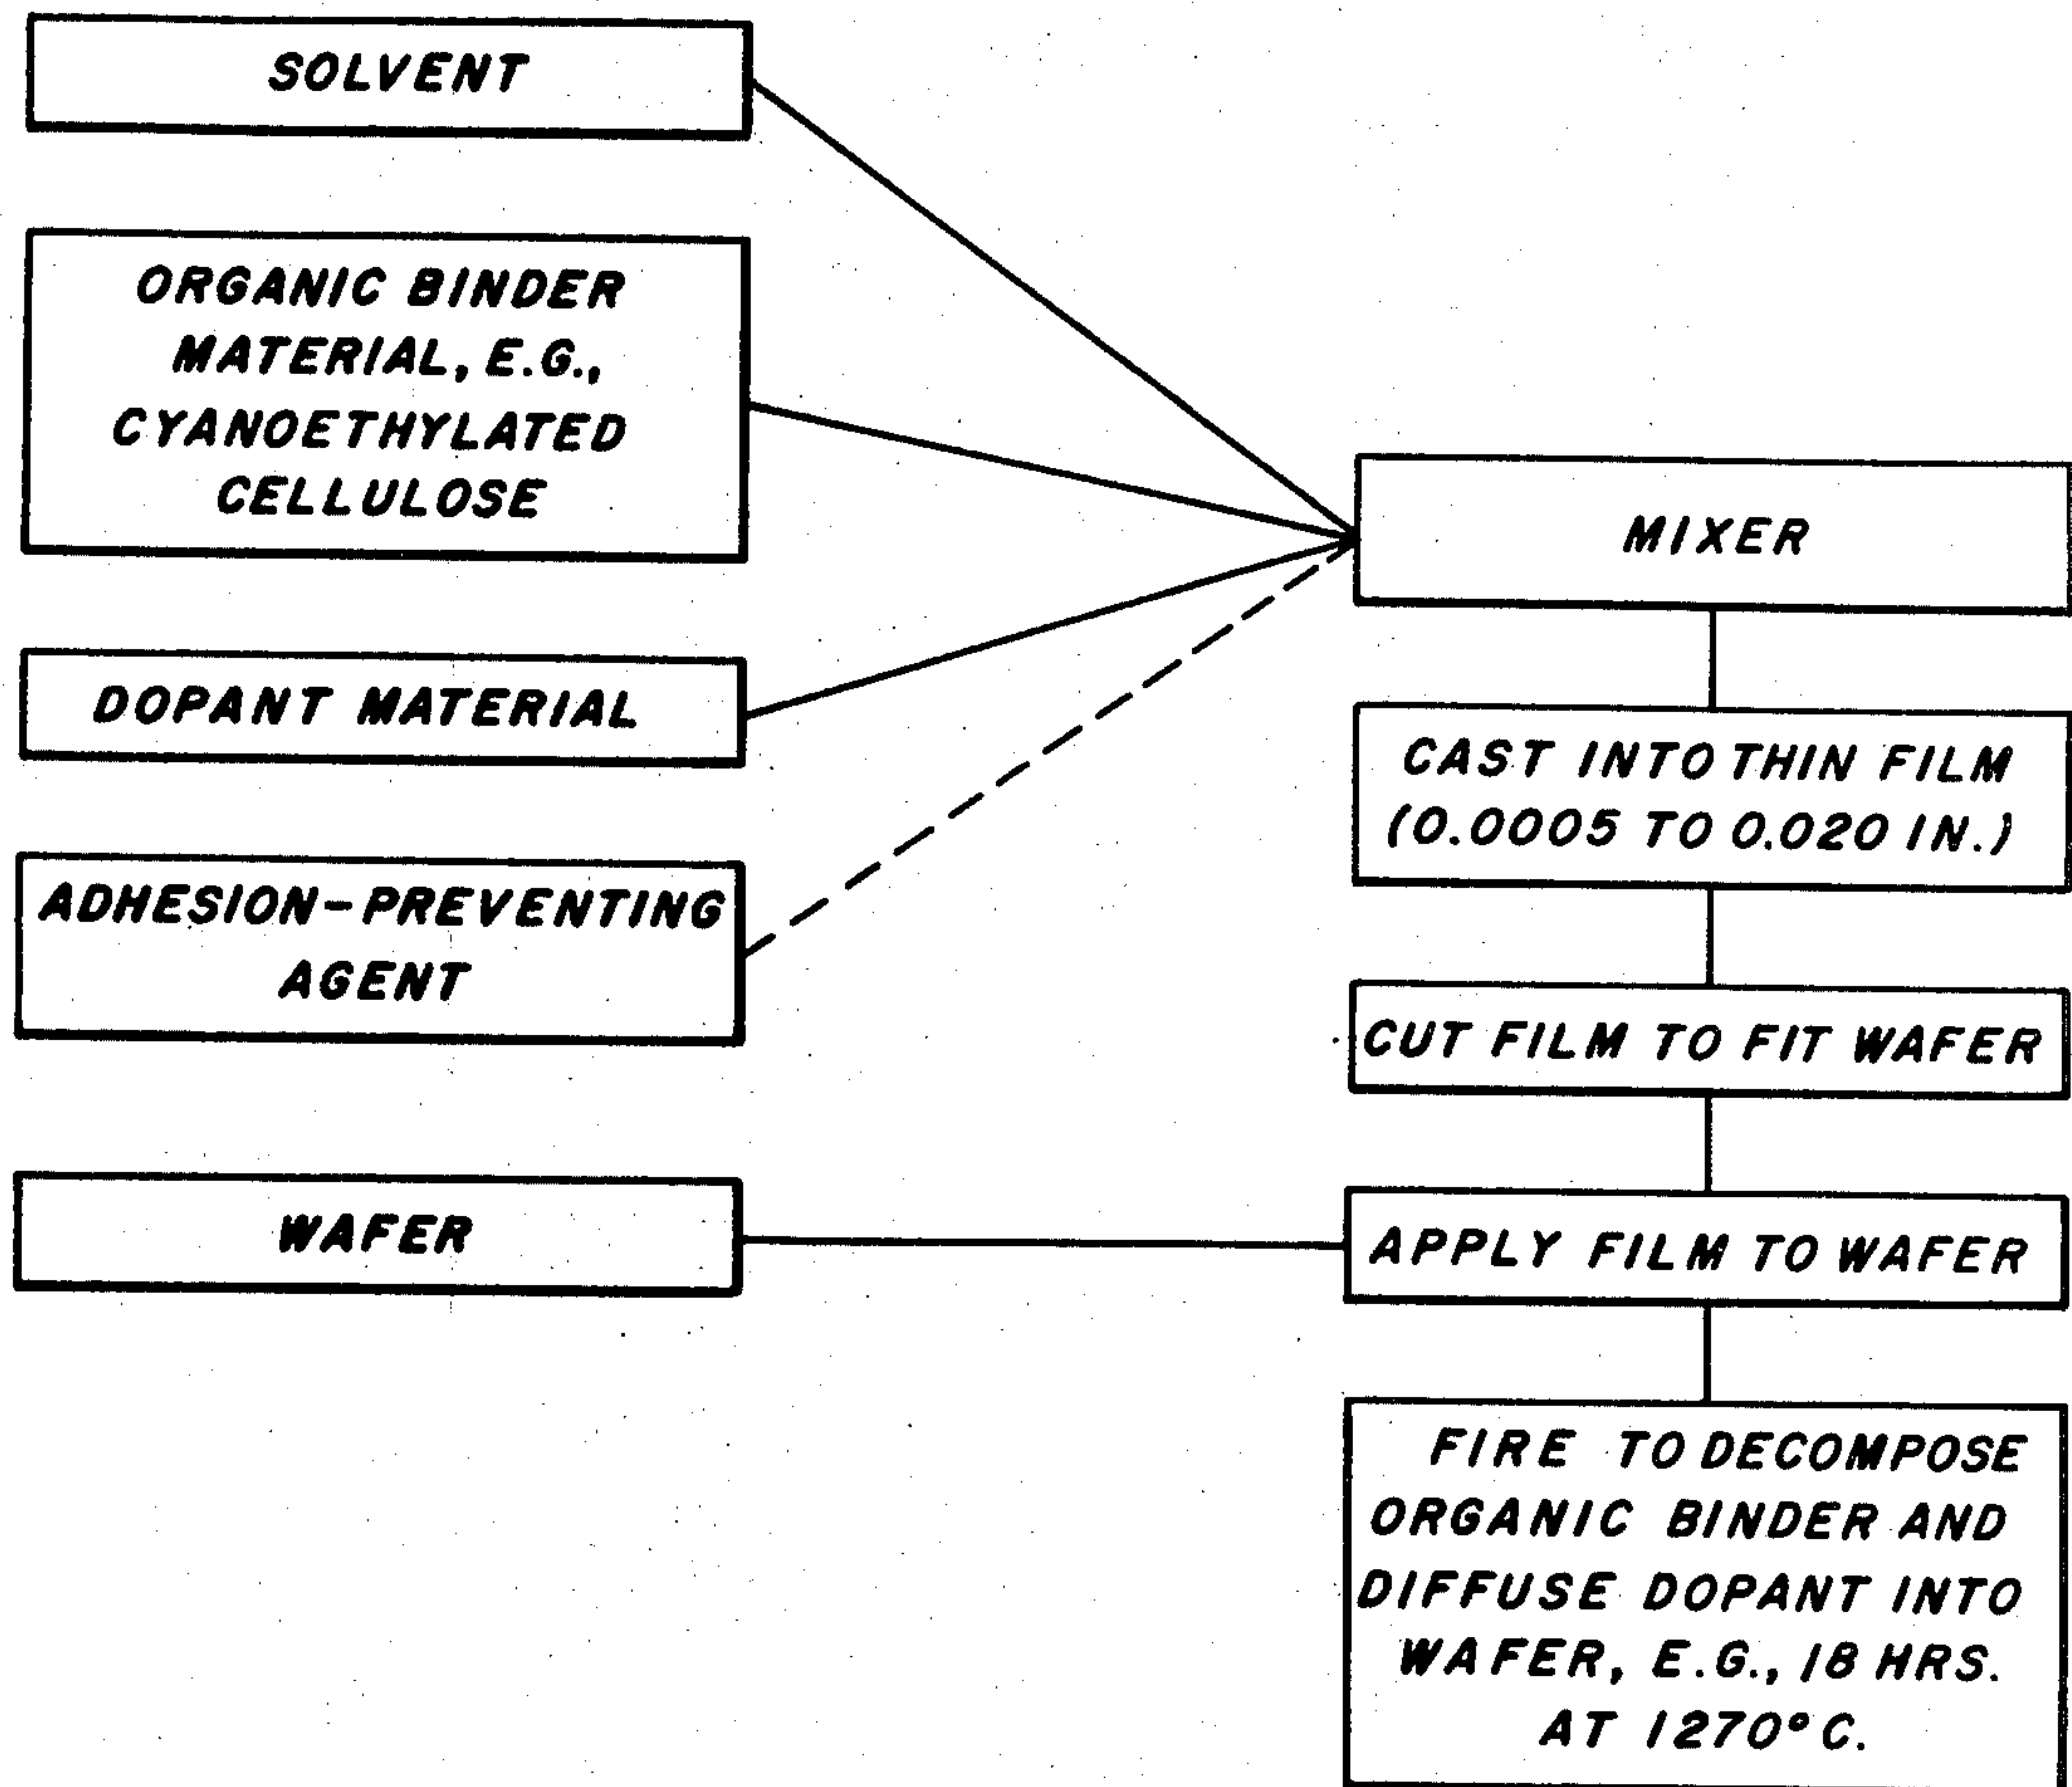 SOLVENT
ORGANIC BINDER
MATERIAL, E.G.,
CYANOETHYLATED
CELLULOSE
DOPANT MATERIAL
ADHESION-PREVENTING
AGENT
WAFER
MIXER
CAST INTO THIN FILM
(0.0005 TO 0.020 IN.)
CUT FILM TO FIT WAFER
APPLY FILM TO WAFER
FIRE TO DECOMPOSE
ORGANIC BINDER AND
DIFFUSE DOPANT INTO
WAFER, E.G., 18 HRS.
AT 1270°C.